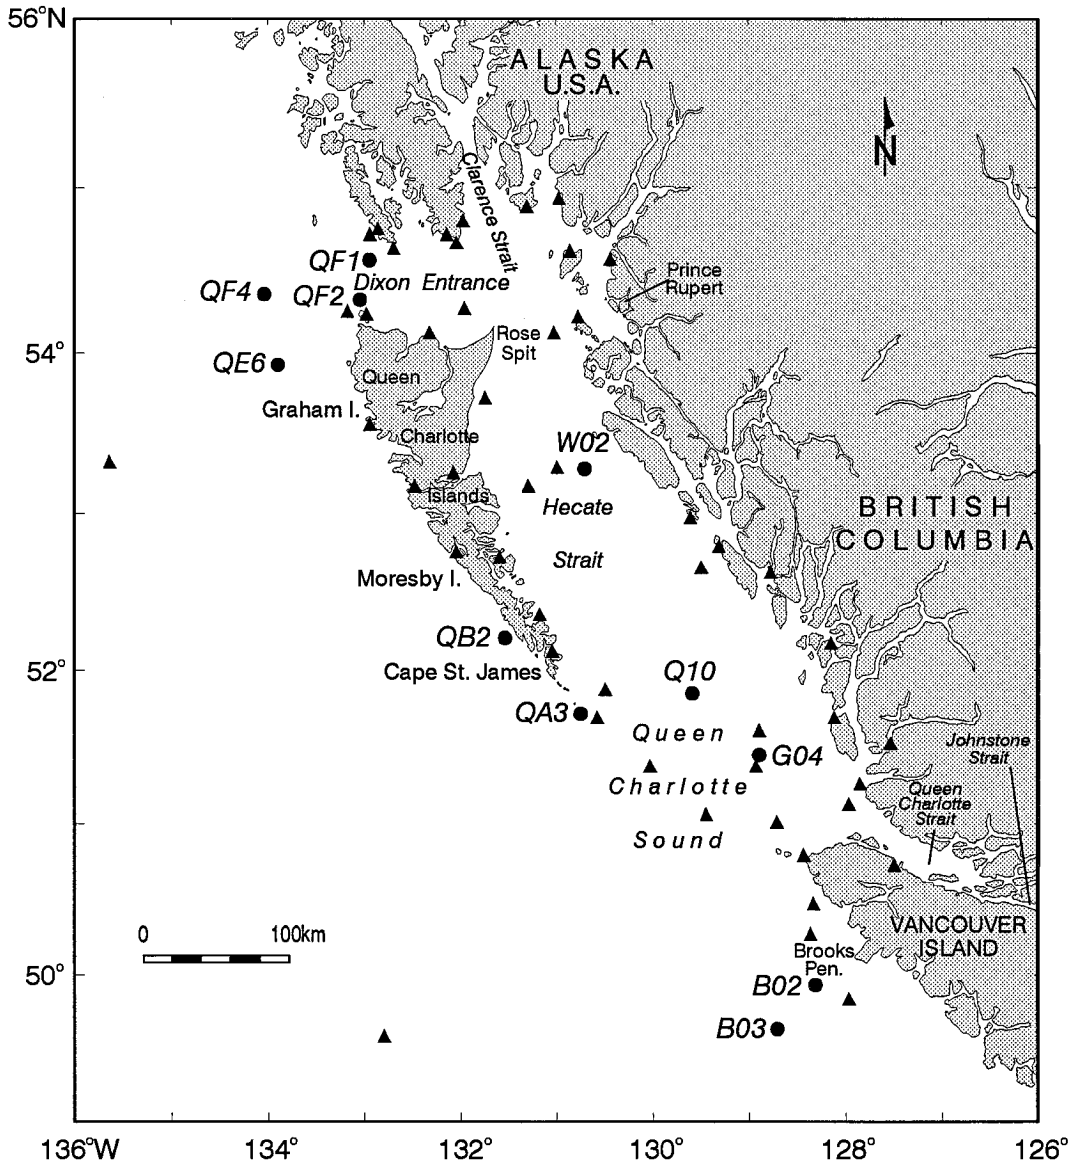 56°N
ALASKA
U.S.A.
N
Clarence Strait
QF1
Dixon Entrance
QF4
QF2
Prince
Rupert
Rose
Spit
54°
QE6
Queen
Graham I.
Charlotte
W02
Islands
Hecate
BRITISH
COLUMBIA
Strait
Moresby I.
QB2
52°
Cape St. James
Q10
QA3
Queen
G04
Johnstone
Strait
Charlotte
Queen
Charlotte
Strait
Sound
0 100km
VANCOUVER
ISLAND
Brooks
Pen.
50°
B02
B03
136°W 134° 132° 130° 128° 126°